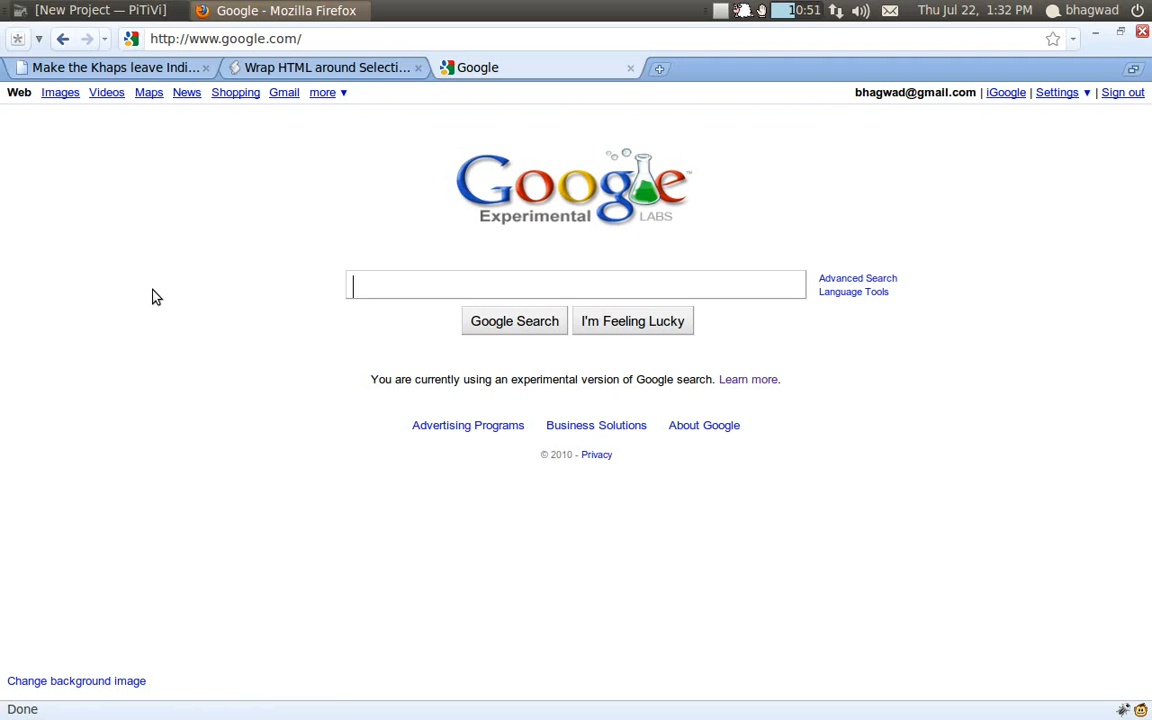 [New Project — PiTiVi] Google - Mozilla Firefox 10:51 Thu Jul 22, 1:32 PM bhagwad
http://www.google.com/
Make the Khaps leave Indi... Wrap HTML around Selecti... Google
Web Images Videos Maps News Shopping Gmail more ▼ bhagwad@gmail.com | iGoogle | Settings ▼ | Sign out
Google™
Experimental LABS
Advanced Search
Language Tools
Google Search I'm Feeling Lucky
You are currently using an experimental version of Google search. Learn more.
Advertising Programs Business Solutions About Google
© 2010 - Privacy
Change background image
Done